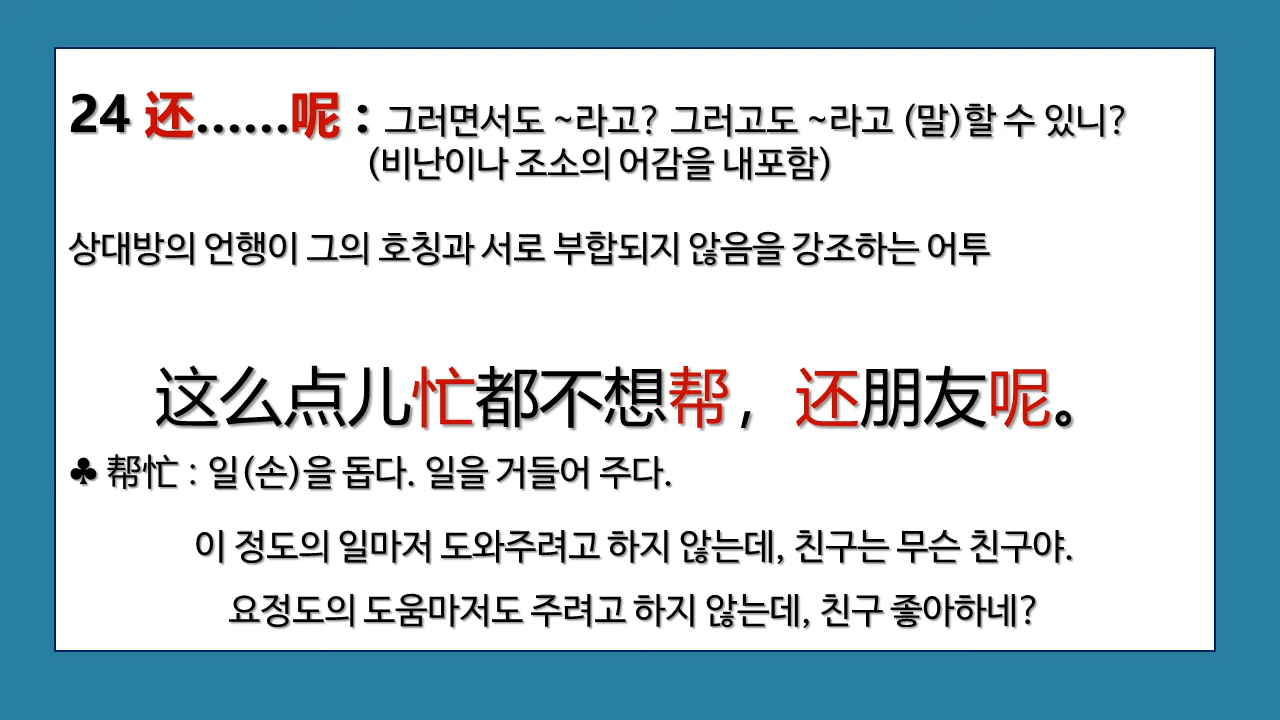 24 还……呢 : 그러면서도 ~라고? 그러고도 ~라고 (말)할 수 있니?
(비난이나 조소의 어감을 내포함)
상대방의 언행이 그의 호칭과 서로 부합되지 않음을 강조하는 어투
这么点儿忙都不想帮，还朋友呢。
♣ 帮忙 : 일(손)을 돕다. 일을 거들어 주다.
이 정도의 일마저 도와주려고 하지 않는데, 친구는 무슨 친구야.
요정도의 도움마저도 주려고 하지 않는데, 친구 좋아하네?